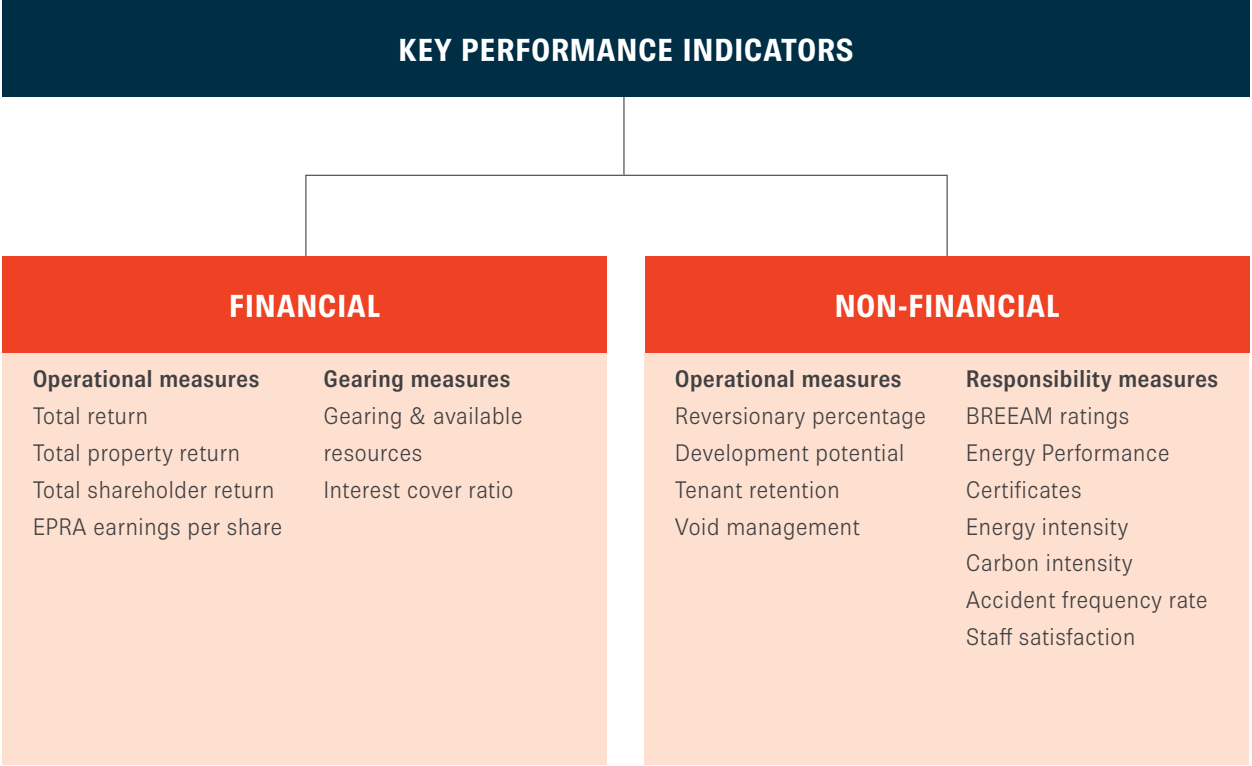 KEY PERFORMANCE INDICATORS
FINANCIAL
Operational measures
Total return
Total property return
Total shareholder return
EPRA earnings per share
Gearing measures
Gearing & available
resources
Interest cover ratio
NON-FINANCIAL
Operational measures
Reversionary percentage
Development potential
Tenant retention
Void management
Responsibility measures
BREEAM ratings
Energy Performance
Certificates
Energy intensity
Carbon intensity
Accident frequency rate
Staff satisfaction